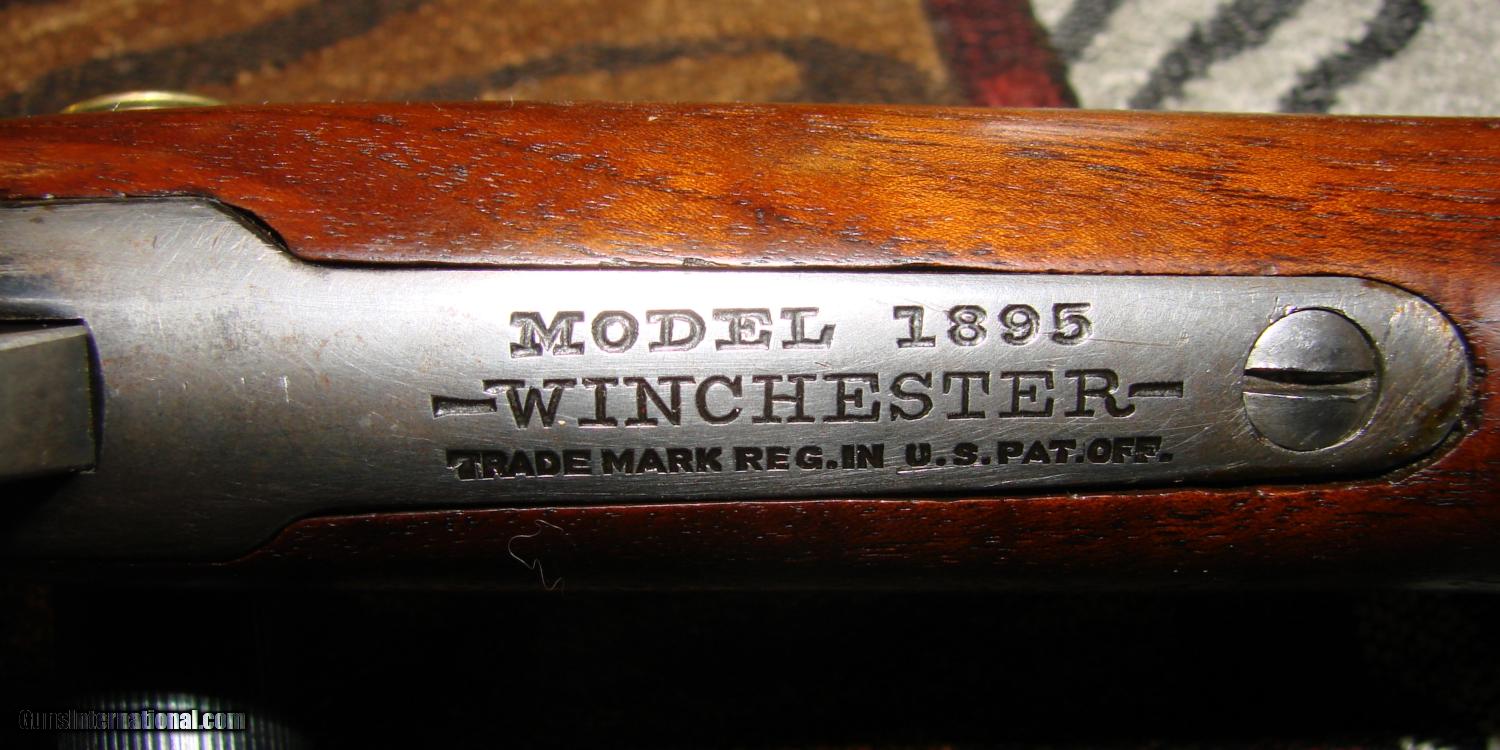 MODEL 1895
-WINCHESTER-
TRADE MARK REG. IN U.S. PAT. OFF.
GunsInternational.com